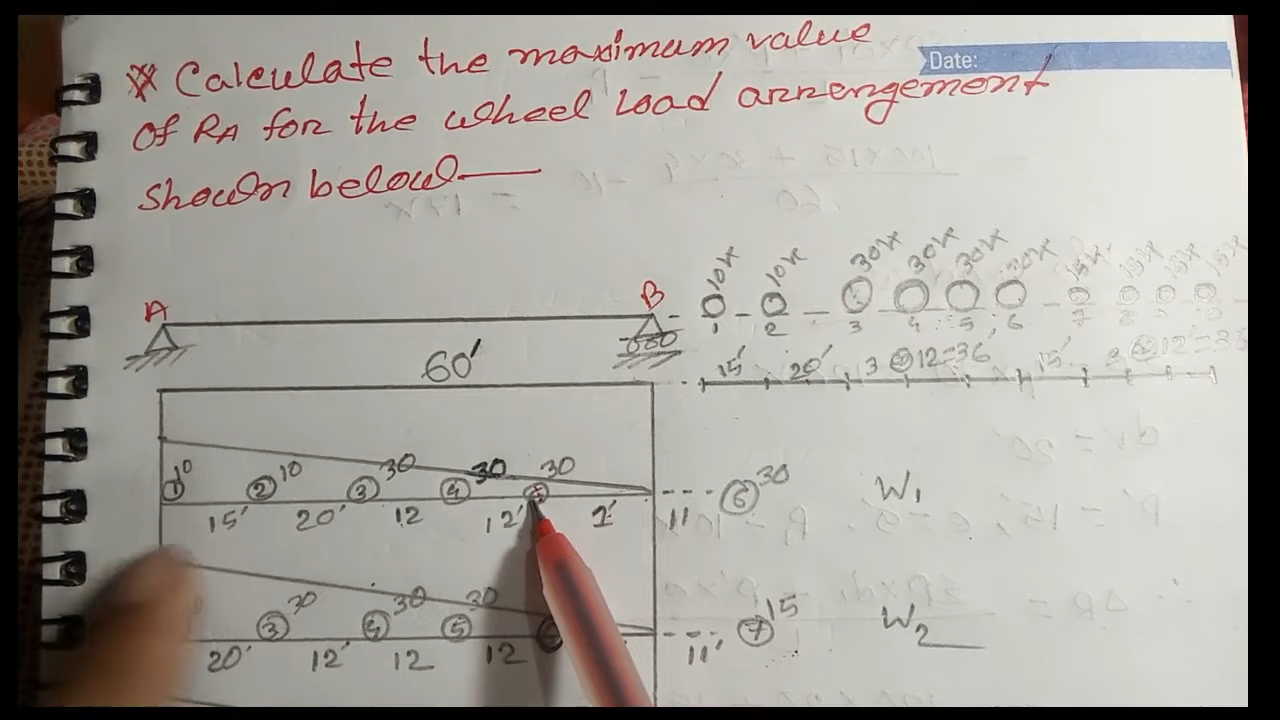 * Calculate the maximum value
Date:
of RA for the wheel load arrengement
shown below
A
B
60'
10K 10K 30K 30K 30K 30K 15K 15K 15K 15K
1 2 3 4 5 6 7 8
15' 20' 3@12=36' 15' 3@12'=36
10 10 30 30 30 30
1 2 3 4 6 W1
15' 20' 12 12' 1' 11'
30 30 30 15
3 4 5 7 W2
20' 12' 12 12 11'